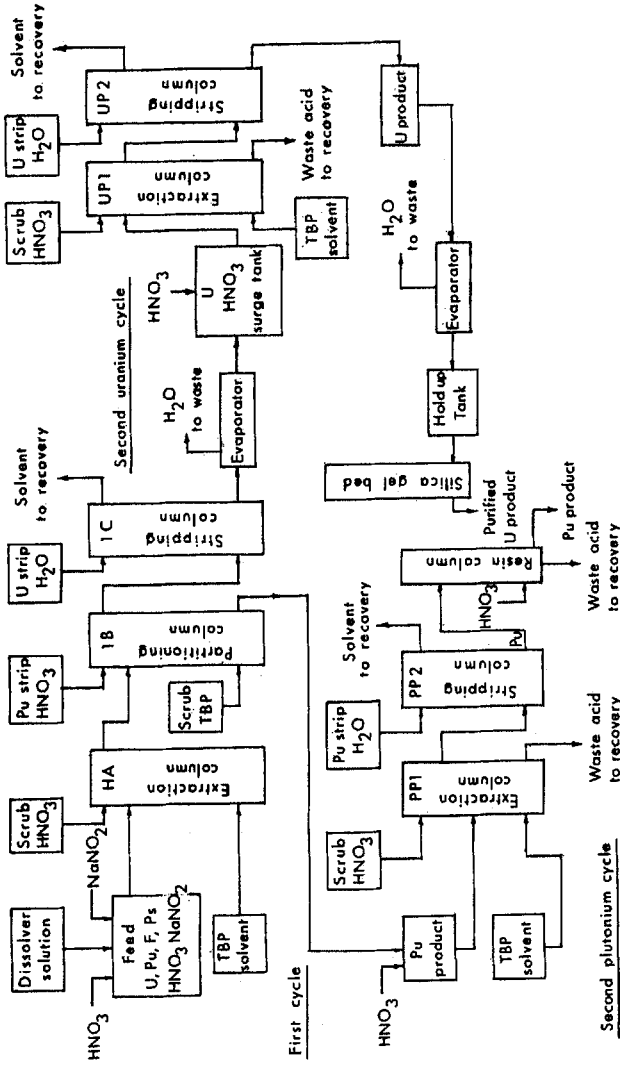 Dissolver
solution
HNO3
NaNO2
Feed
U, Pu, F, Ps
HNO3 NaNO2
TBP
solvent
Scrub
HNO3
HA
Extraction
column
First cycle
Pu strip
HNO3
Scrub
TBP
1B
Partitioning
column
U strip
H2O
1C
Stripping
column
Solvent
to recovery
Second uranium cycle
H2O
to waste
Evaporator
HNO3
U
HNO3
surge tank
Scrub
HNO3
UP1
Extraction
column
TBP
solvent
Waste acid
to recovery
U strip
H2O
UP2
Stripping
column
Solvent
to recovery
U product
H2O
to waste
Evaporator
Hold up
Tank
Silica gel bed
Purified
U product
HNO3
Pu
product
TBP
solvent
Second plutonium cycle
Scrub
HNO3
PP1
Extraction
column
Waste acid
to recovery
Pu strip
H2O
PP2
Stripping
column
Solvent
to recovery
Pu
HNO3
Resin column
Pu product
Waste acid
to recovery